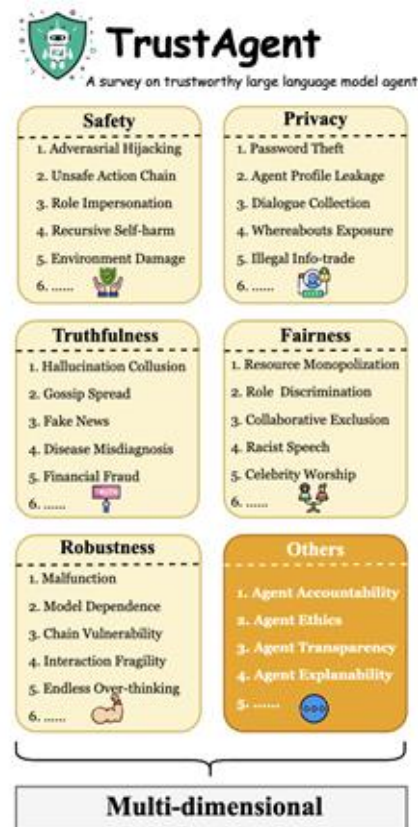 TrustAgent
A survey on trustworthy large language model agent
Safety
1. Adverasrial Hijacking
2. Unsafe Action Chain
3. Role Impersonation
4. Recursive Self-harm
5. Environment Damage
6. ......
Privacy
1. Password Theft
2. Agent Profile Leakage
3. Dialogue Collection
4. Whereabouts Exposure
5. Illegal Info-trade
6. ......
Truthfulness
1. Hallucination Collusion
2. Gossip Spread
3. Fake News
4. Disease Misdiagnosis
5. Financial Fraud
6. ......
Fairness
1. Resource Monopolization
2. Role Discrimination
3. Collaborative Exclusion
4. Racist Speech
5. Celebrity Worship
6. ......
Robustness
1. Malfunction
2. Model Dependence
3. Chain Vulnerability
4. Interaction Fragility
5. Endless Over-thinking
6. ......
Others
1. Agent Accountability
2. Agent Ethics
3. Agent Transparency
4. Agent Explanability
5. ......
Multi-dimensional